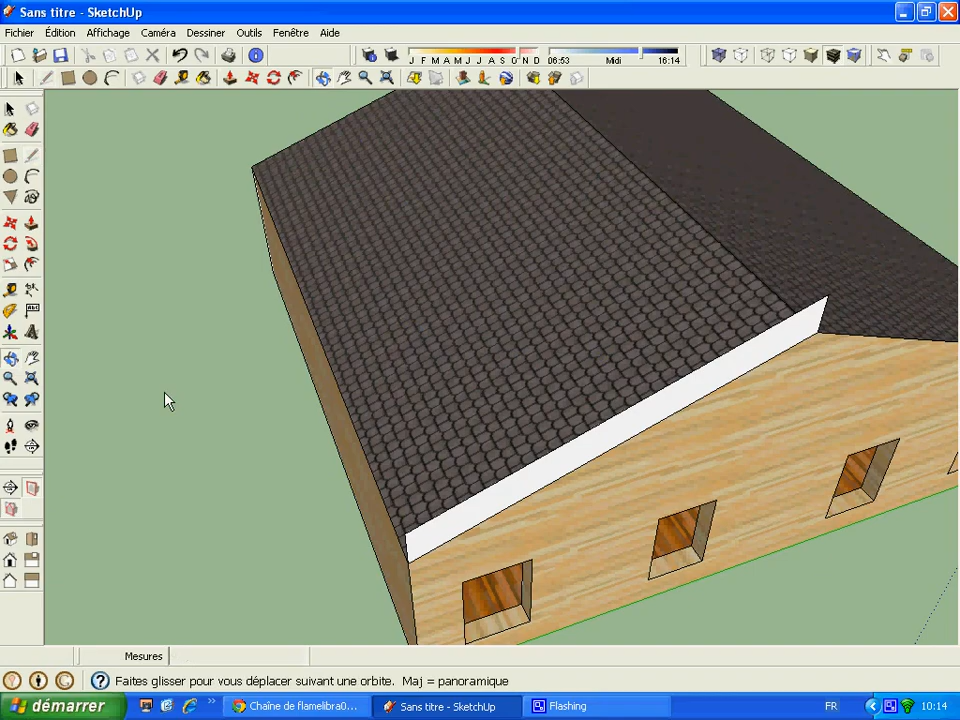 Sans titre - SketchUp
Fichier Édition Affichage Caméra Dessiner Outils Fenêtre Aide
J F M A M J J A S O N D 06:53 Midi 16:14
Mesures
Faites glisser pour vous déplacer suivant une orbite. Maj = panoramique
démarrer Chaîne de flamelibra0... Sans titre - SketchUp Flashing FR 10:14